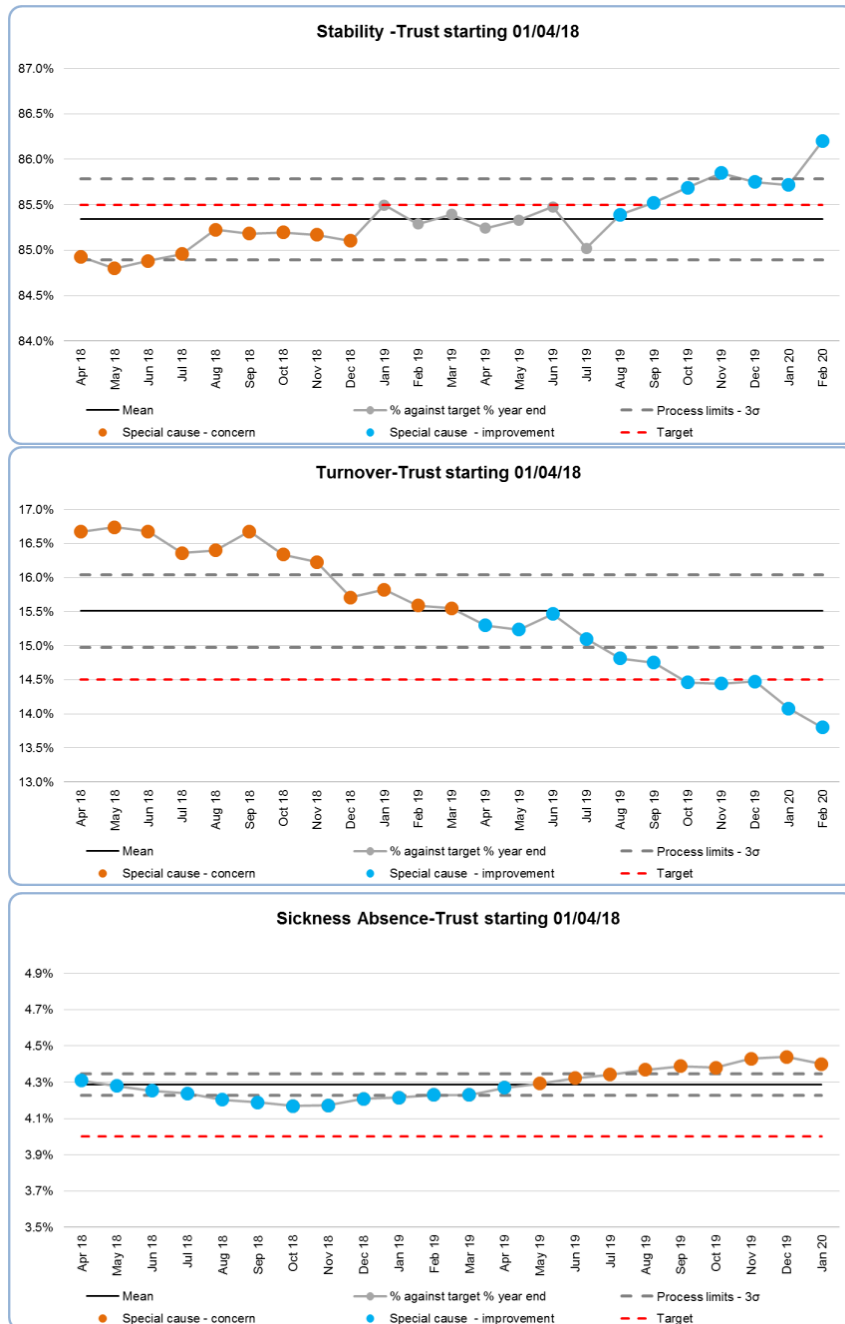 Stability -Trust starting 01/04/18
87.0%
86.5%
86.0%
85.5%
85.0%
84.5%
84.0%
Apr 18 May 18 Jun 18 Jul 18 Aug 18 Sep 18 Oct 18 Nov 18 Dec 18 Jan 19 Feb 19 Mar 19 Apr 19 May 19 Jun 19 Jul 19 Aug 19 Sep 19 Oct 19 Nov 19 Dec 19 Jan 20 Feb 20
Mean % against target % year end Process limits - 3σ
Special cause - concern Special cause - improvement Target
Turnover-Trust starting 01/04/18
17.0%
16.5%
16.0%
15.5%
15.0%
14.5%
14.0%
13.5%
13.0%
Apr 18 May 18 Jun 18 Jul 18 Aug 18 Sep 18 Oct 18 Nov 18 Dec 18 Jan 19 Feb 19 Mar 19 Apr 19 May 19 Jun 19 Jul 19 Aug 19 Sep 19 Oct 19 Nov 19 Dec 19 Jan 20 Feb 20
Mean % against target % year end Process limits - 3σ
Special cause - concern Special cause - improvement Target
Sickness Absence-Trust starting 01/04/18
4.9%
4.7%
4.5%
4.3%
4.1%
3.9%
3.7%
3.5%
Apr 18 May 18 Jun 18 Jul 18 Aug 18 Sep 18 Oct 18 Nov 18 Dec 18 Jan 19 Feb 19 Mar 19 Apr 19 May 19 Jun 19 Jul 19 Aug 19 Sep 19 Oct 19 Nov 19 Dec 19 Jan 20
Mean % against target % year end Process limits - 3σ
Special cause - concern Special cause - improvement Target